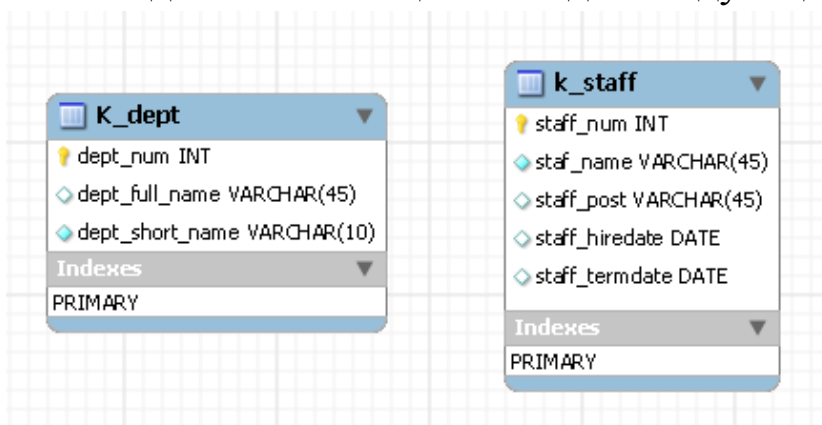 K_dept
dept_num INT
dept_full_name VARCHAR(45)
dept_short_name VARCHAR(10)
Indexes
PRIMARY
k_staff
staff_num INT
staf_name VARCHAR(45)
staff_post VARCHAR(45)
staff_hiredate DATE
staff_termdate DATE
Indexes
PRIMARY